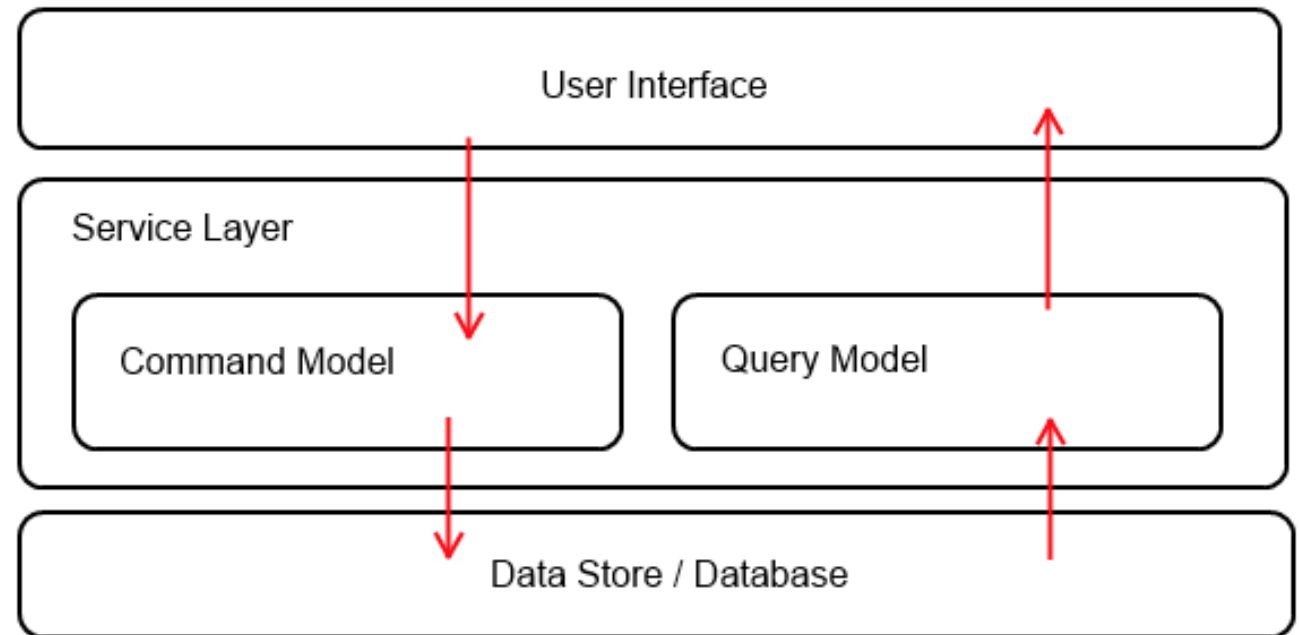 User Interface
Service Layer
Command Model
Query Model
Data Store / Database